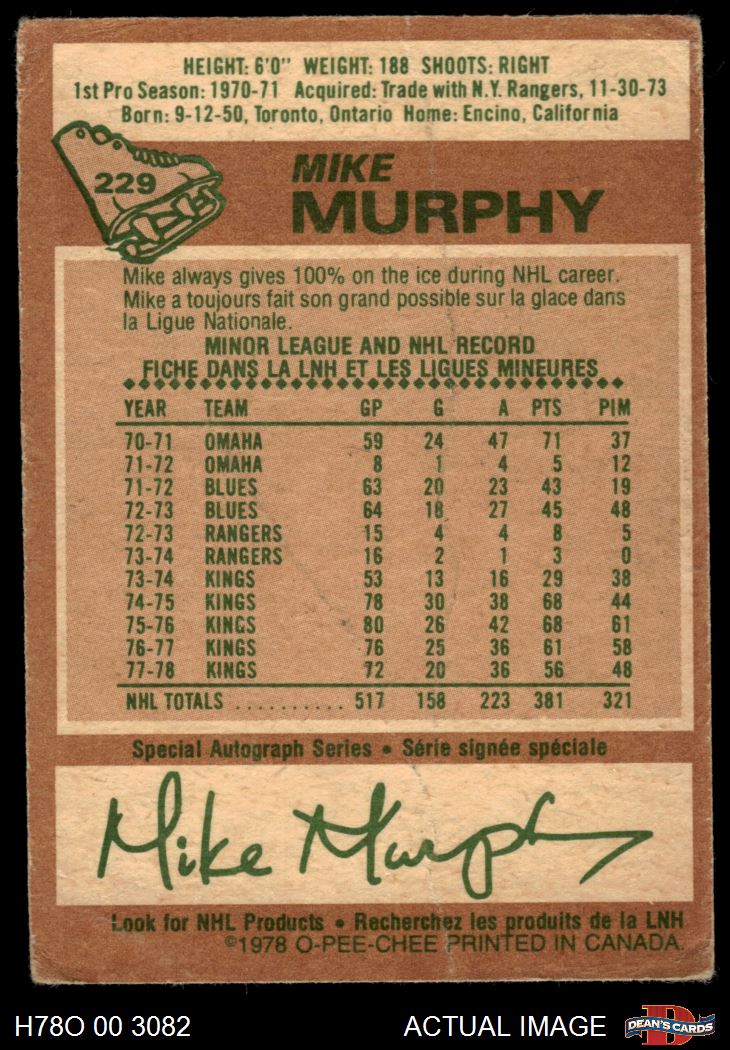 HEIGHT: 6'0" WEIGHT: 188 SHOOTS: RIGHT
1st Pro Season: 1970-71 Acquired: Trade with N.Y. Rangers, 11-30-73
Born: 9-12-50, Toronto, Ontario Home: Encino, California
229
MIKE
MURPHY
Mike always gives 100% on the ice during NHL career.
Mike a toujours fait son grand possible sur la glace dans
la Ligue Nationale.
MINOR LEAGUE AND NHL RECORD
FICHE DANS LA LNH ET LES LIGUES MINEURES
YEAR TEAM GP G A PTS PIM
70-71 OMAHA 59 24 47 71 37
71-72 OMAHA 8 1 4 5 12
71-72 BLUES 63 20 23 43 19
72-73 BLUES 64 18 27 45 48
72-73 RANGERS 15 4 4 8 5
73-74 RANGERS 16 2 1 3 0
73-74 KINGS 53 13 16 29 38
74-75 KINGS 78 30 38 68 44
75-76 KINGS 80 26 42 68 61
76-77 KINGS 76 25 36 61 58
77-78 KINGS 72 20 36 56 48
NHL TOTALS .......... 517 158 223 381 321
Special Autograph Series • Série signée spéciale
Mike Murphy
Look for NHL Products • Recherchez les produits de la LNH
©1978 O-PEE-CHEE PRINTED IN CANADA.
H78O 00 3082 ACTUAL IMAGE D DEAN'S CARDS